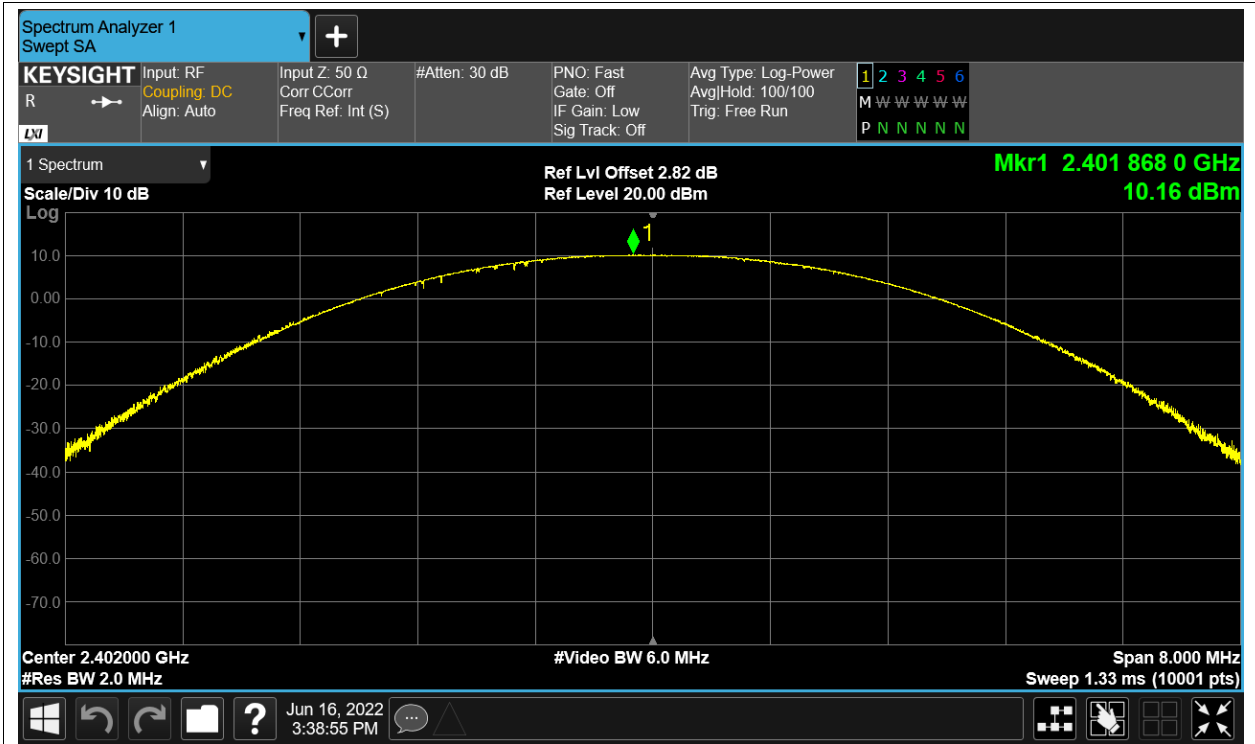 Spectrum Analyzer 1
Swept SA
+
KEYSIGHT
R
LXI
Input: RF
Coupling: DC
Align: Auto
Input Z: 50 Ω
Corr CCorr
Freq Ref: Int (S)
#Atten: 30 dB
PNO: Fast
Gate: Off
IF Gain: Low
Sig Track: Off
Avg Type: Log-Power
Avg|Hold: 100/100
Trig: Free Run
1 2 3 4 5 6
M W W W W W
P N N N N N
1 Spectrum
Scale/Div 10 dB
Log
Ref Lvl Offset 2.82 dB
Ref Level 20.00 dBm
Mkr1 2.401 868 0 GHz
10.16 dBm
1
10.0
0.00
-10.0
-20.0
-30.0
-40.0
-50.0
-60.0
-70.0
Center 2.402000 GHz
#Res BW 2.0 MHz
#Video BW 6.0 MHz
Span 8.000 MHz
Sweep 1.33 ms (10001 pts)
?
Jun 16, 2022
3:38:55 PM